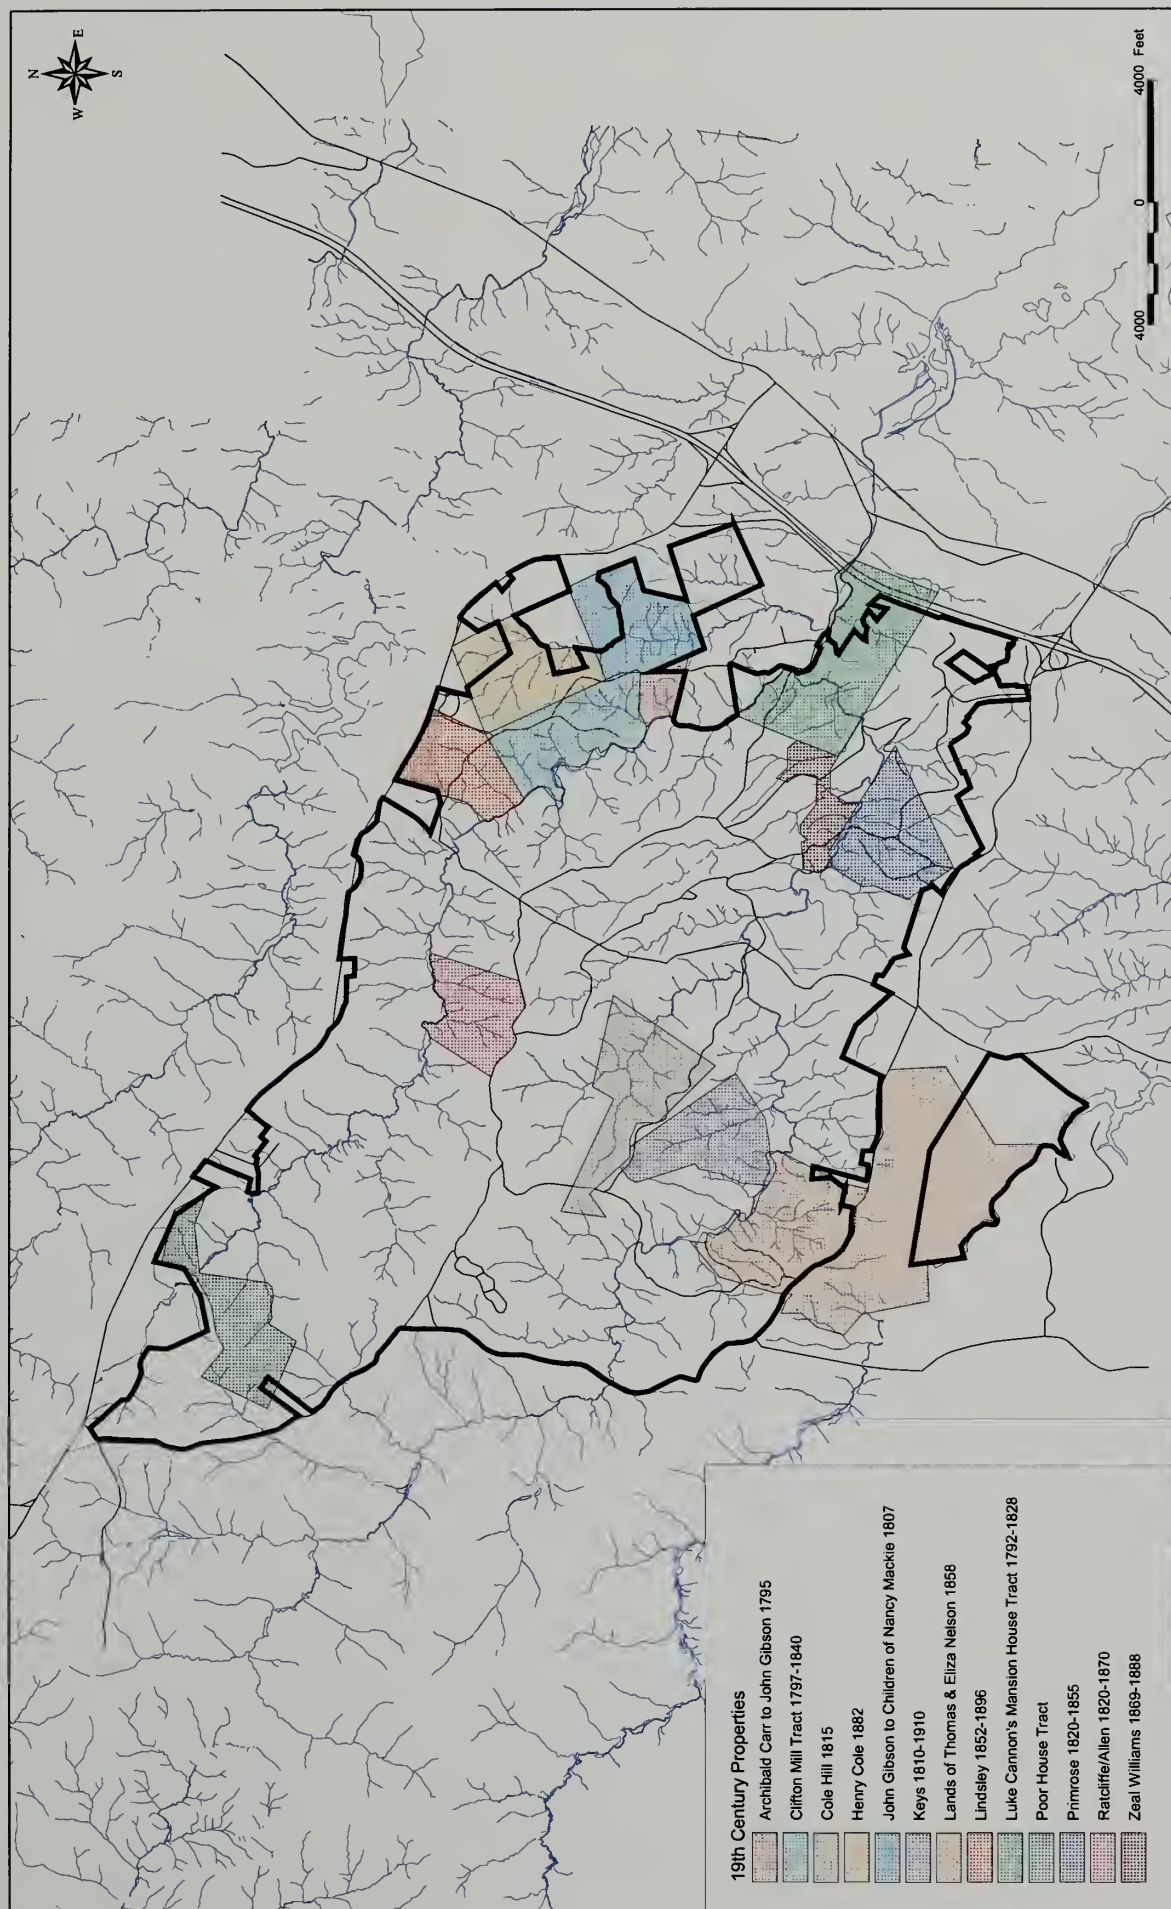 N
W
E
S
4000
0
4000 Feet
19th Century Properties
Archibald Carr to John Gibson 1795
Clifton Mill Tract 1797-1840
Cole Hill 1815
Henry Cole 1882
John Gibson to Children of Nancy Mackie 1807
Keys 1810-1910
Lands of Thomas & Eliza Nelson 1858
Lindsley 1852-1896
Luke Cannon's Mansion House Tract 1792-1828
Poor House Tract
Primrose 1820-1855
Ratcliffe/Allen 1820-1870
Zeal Williams 1869-1888